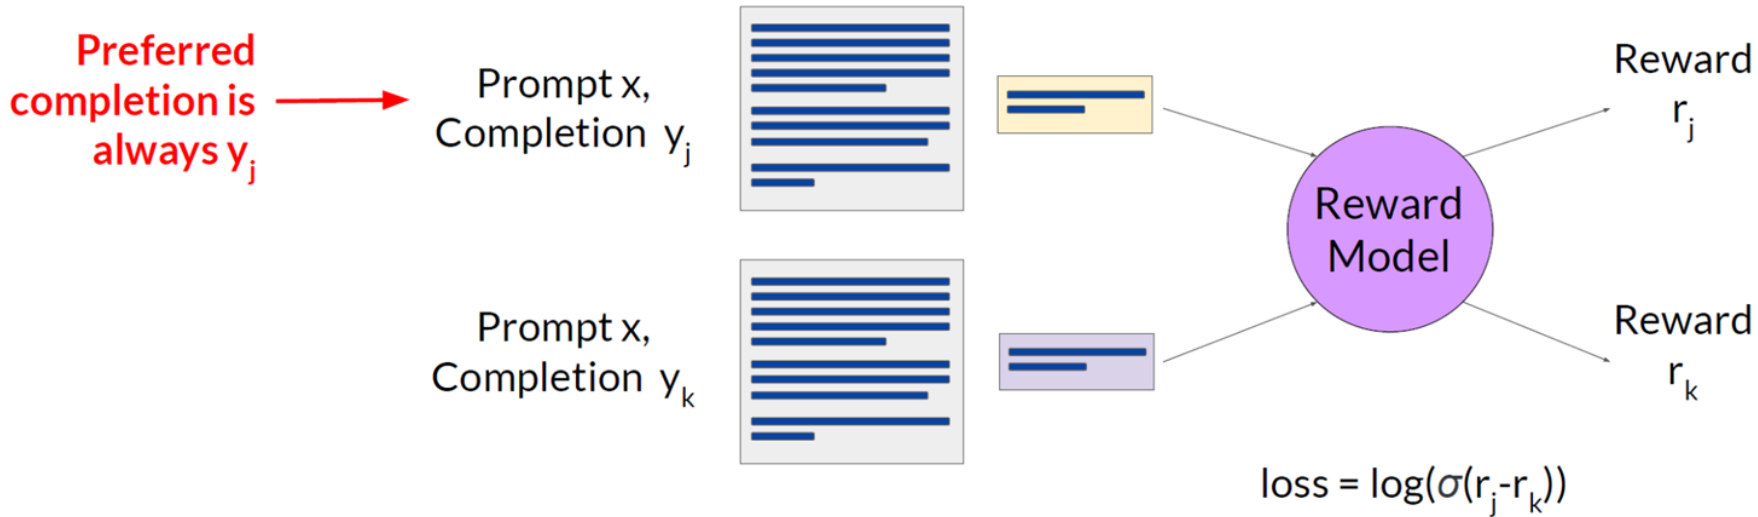 Preferred
completion is
always yⱼ
Prompt x,
Completion yⱼ
Prompt x,
Completion yₖ
Reward
Model
Reward
rⱼ
Reward
rₖ
loss = log(σ(rⱼ-rₖ))